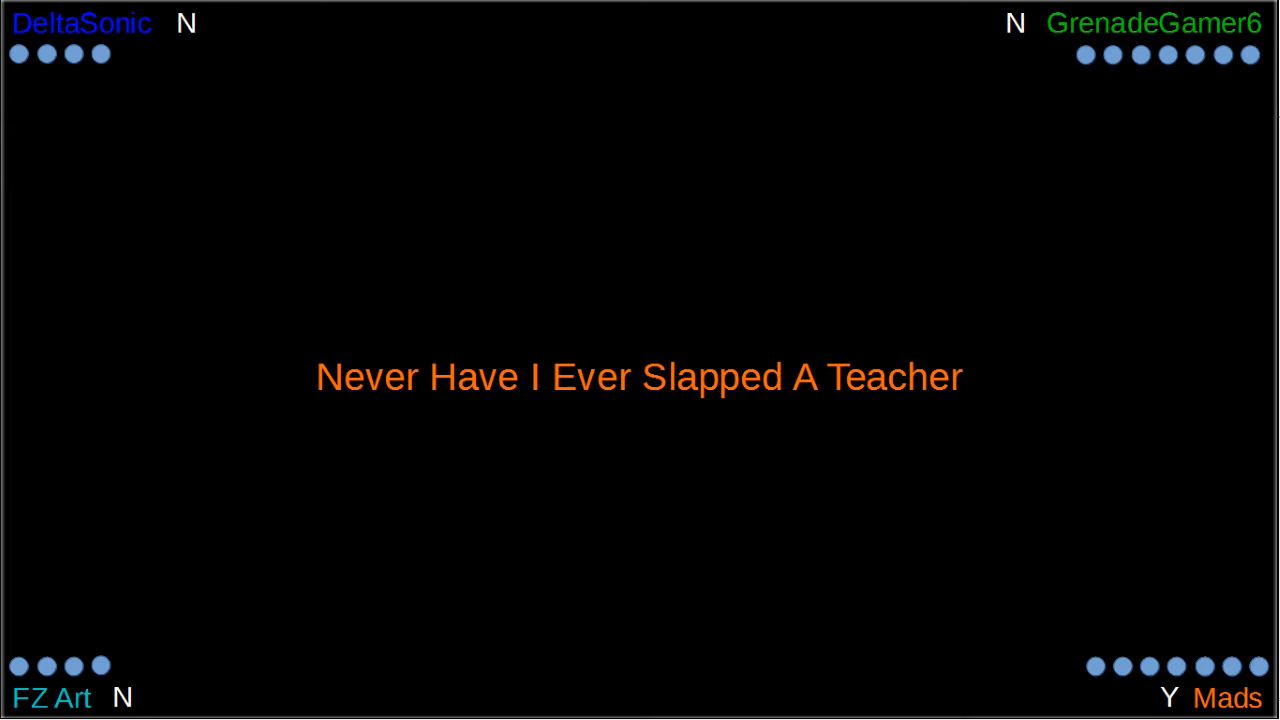 DeltaSonic N
N GrenadeGamer6
Never Have I Ever Slapped A Teacher
FZ Art N
Y Mads